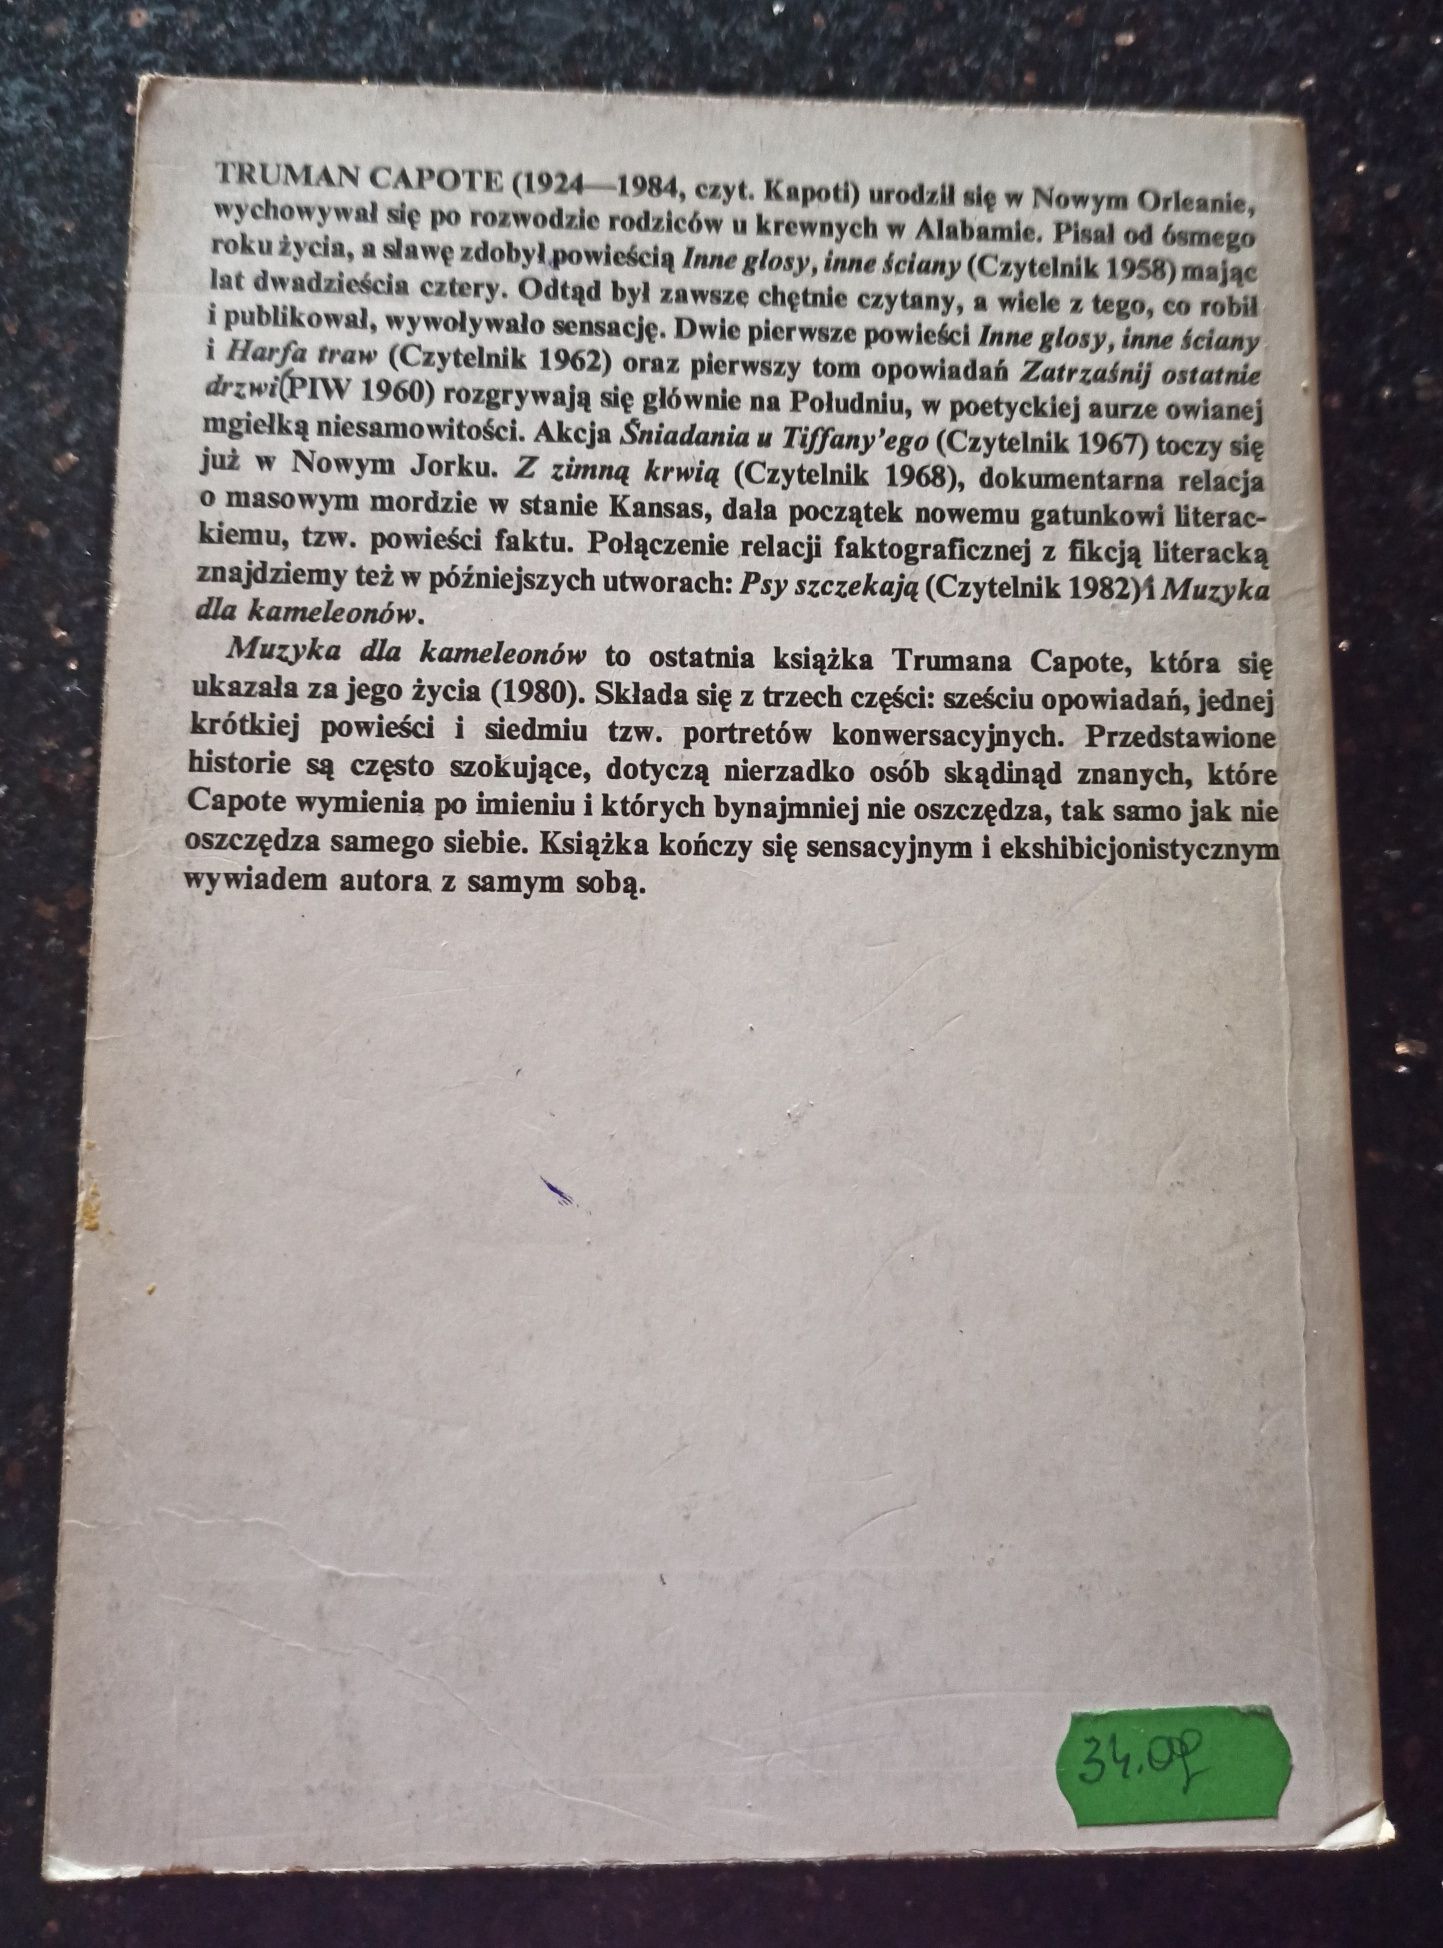 TRUMAN CAPOTE (1924—1984, czyt. Kapoti) urodził się w Nowym Orleanie,
wychowywał się po rozwodzie rodziców u krewnych w Alabamie. Pisał od ósmego
roku życia, a sławę zdobył powieścią Inne głosy, inne ściany (Czytelnik 1958) mając
lat dwadzieścia cztery. Odtąd był zawsze chętnie czytany, a wiele z tego, co robił
i publikował, wywoływało sensację. Dwie pierwsze powieści Inne głosy, inne ściany
i Harfa traw (Czytelnik 1962) oraz pierwszy tom opowiadań Zatrzaśnij ostatnie
drzwi (PIW 1960) rozgrywają się głównie na Południu, w poetyckiej aurze owianej
mgiełką niesamowitości. Akcja Śniadania u Tiffany'ego (Czytelnik 1967) toczy się
już w Nowym Jorku. Z zimną krwią (Czytelnik 1968), dokumentarna relacja
o masowym mordzie w stanie Kansas, dała początek nowemu gatunkowi literac-
kiemu, tzw. powieści faktu. Połączenie relacji faktograficznej z fikcją literacką
znajdziemy też w późniejszych utworach: Psy szczekają (Czytelnik 1982) i Muzyka
dla kameleonów.
Muzyka dla kameleonów to ostatnia książka Trumana Capote, która się
ukazała za jego życia (1980). Składa się z trzech części: sześciu opowiadań, jednej
krótkiej powieści i siedmiu tzw. portretów konwersacyjnych. Przedstawione
historie są często szokujące, dotyczą nierzadko osób skądinąd znanych, które
Capote wymienia po imieniu i których bynajmniej nie oszczędza, tak samo jak nie
oszczędza samego siebie. Książka kończy się sensacyjnym i ekshibicjonistycznym
wywiadem autora z samym sobą.